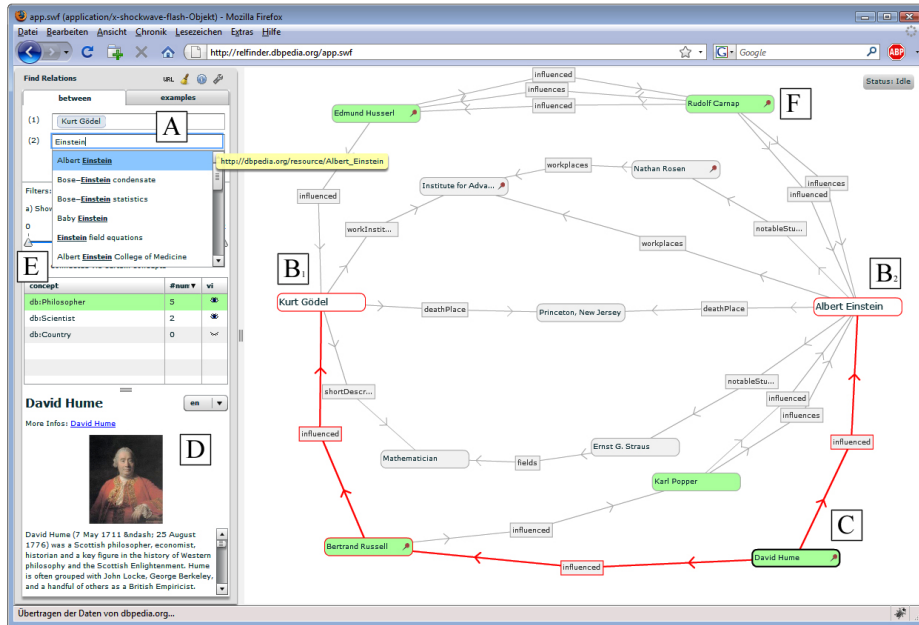 app.swf (application/x-shockwave-flash-Objekt) - Mozilla Firefox
Datei Bearbeiten Ansicht Chronik Lesezeichen Extras Hilfe
http://relfinder.dbpedia.org/app.swf
Google
ABP
Find Relations
URL
between
examples
(1)
Kurt Gödel
A
(2)
Einstein
Albert Einstein
http://dbpedia.org/resource/Albert_Einstein
Bose–Einstein condensate
Bose–Einstein statistics
Baby Einstein
Einstein field equations
Albert Einstein College of Medicine
Filters:
a) Show
0
E
concept
#num
vi
db:Philosopher
5
db:Scientist
2
db:Country
0
David Hume
en
More Infos: David Hume
D
David Hume (7 May 1711 &ndash; 25 August
1776) was a Scottish philosopher, economist,
historian and a key figure in the history of Western
philosophy and the Scottish Enlightenment. Hume
is often grouped with John Locke, George Berkeley,
and a handful of others as a British Empiricist.
Status: Idle
influenced
influences
influenced
Edmund Husserl
Rudolf Carnap
F
workplaces
Nathan Rosen
Institute for Adva...
influences
influenced
influenced
notableStu...
workInstit...
workplaces
B1
B2
Kurt Gödel
deathPlace
Princeton, New Jersey
deathPlace
Albert Einstein
shortDescr...
notableStu...
influenced
influences
influenced
influenced
Mathematician
fields
Ernst G. Straus
Karl Popper
C
influenced
Bertrand Russell
influenced
David Hume
Übertragen der Daten von dbpedia.org...